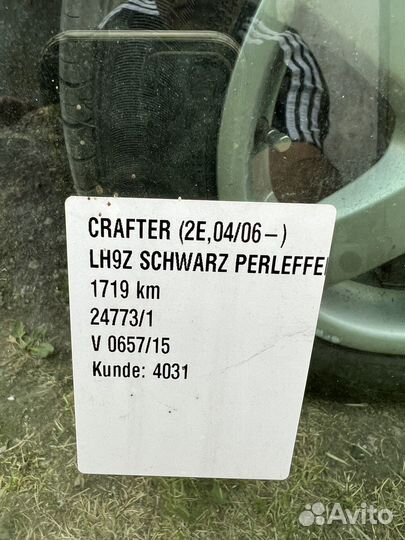 CRAFTER (2E,04/06–)
LH9Z SCHWARZ PERLEFFE
1719 km
24773/1
V 0657/15
Kunde: 4031
Avito